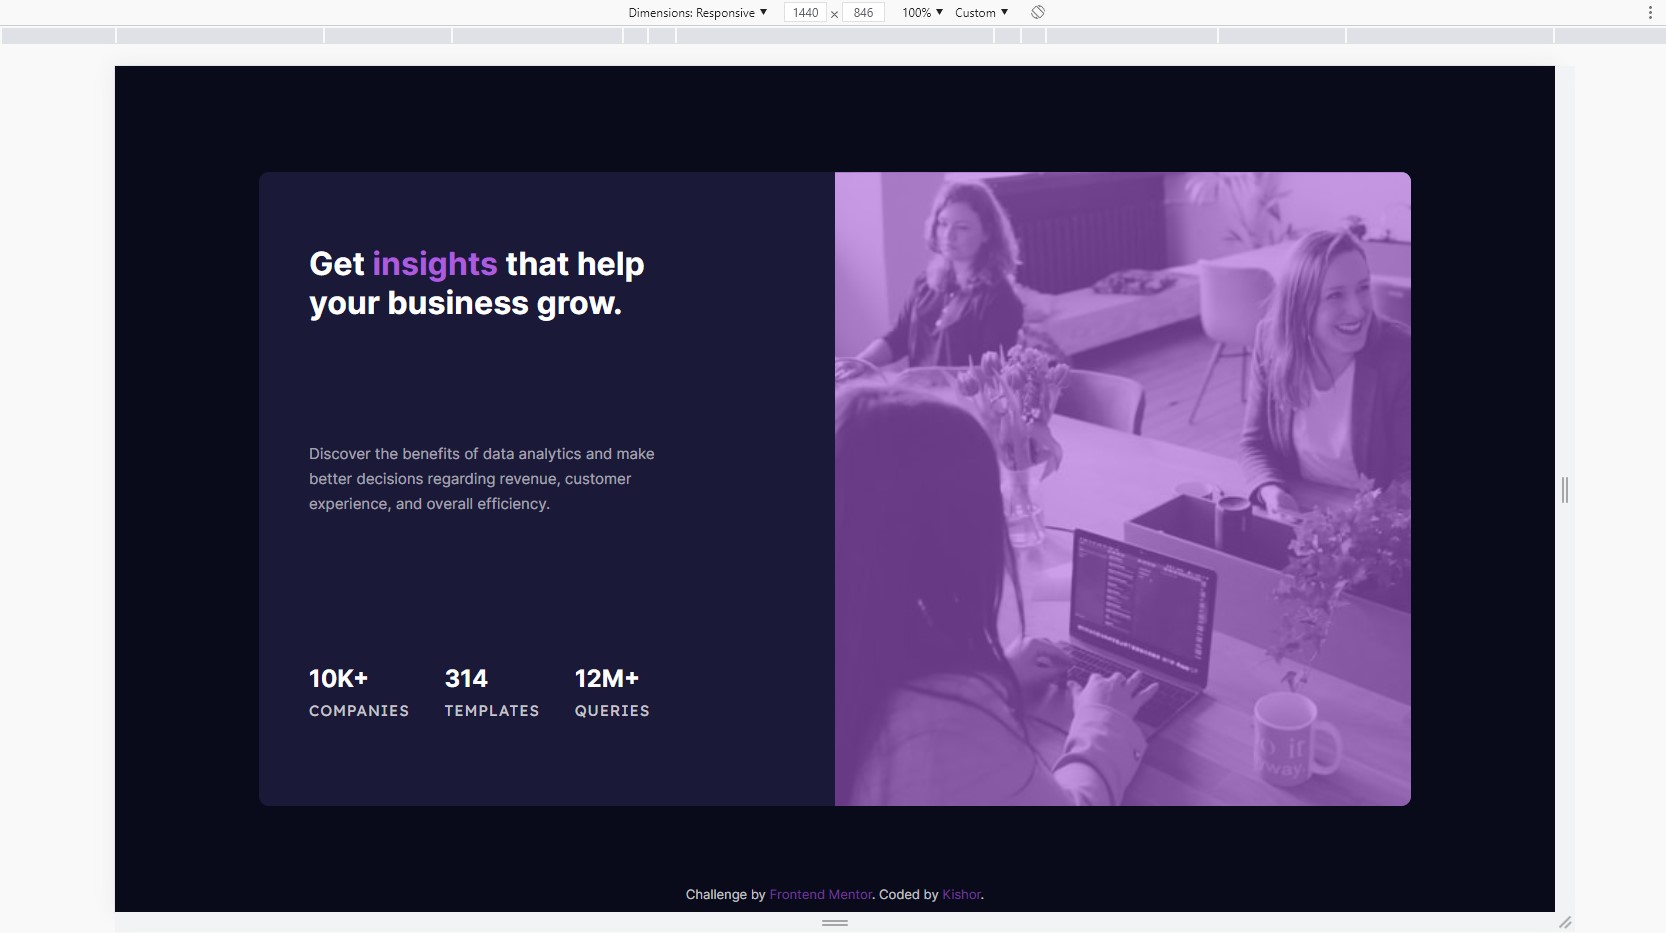 Dimensions: Responsive 1440 × 846 100% Custom
Get insights that help
your business grow.
Discover the benefits of data analytics and make
better decisions regarding revenue, customer
experience, and overall efficiency.
10K+ 314 12M+
COMPANIES TEMPLATES QUERIES
Challenge by Frontend Mentor. Coded by Kishor.